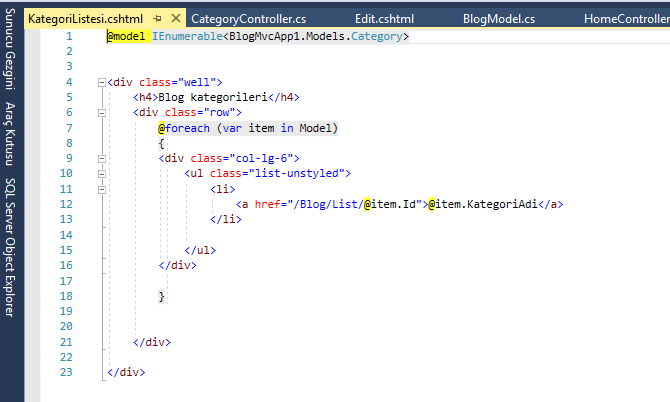 KategoriListesi.cshtml CategoryController.cs Edit.cshtml BlogModel.cs HomeController
Sunucu Gezgini
Araç Kutusu
SQL Server Object Explorer
1 @model IEnumerable<BlogMvcApp1.Models.Category>
2
3
4 <div class="well">
5 <h4>Blog kategorileri</h4>
6 <div class="row">
7 @foreach (var item in Model)
8 {
9 <div class="col-lg-6">
10 <ul class="list-unstyled">
11 <li>
12 <a href="/Blog/List/@item.Id">@item.KategoriAdi</a>
13 </li>
14
15 </ul>
16 </div>
17
18 }
19
20
21 </div>
22
23 </div>